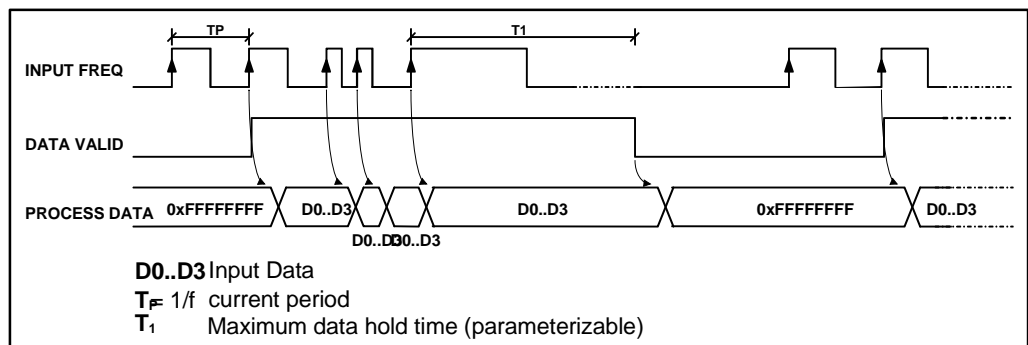 TP T1
INPUT FREQ
DATA VALID
PROCESS DATA 0xFFFFFFFF D0..D3 D0..D3 0xFFFFFFFF D0..D3
D0..D3 D0..D3
D0..D3 Input Data
TP= 1/f current period
T1 Maximum data hold time (parameterizable)